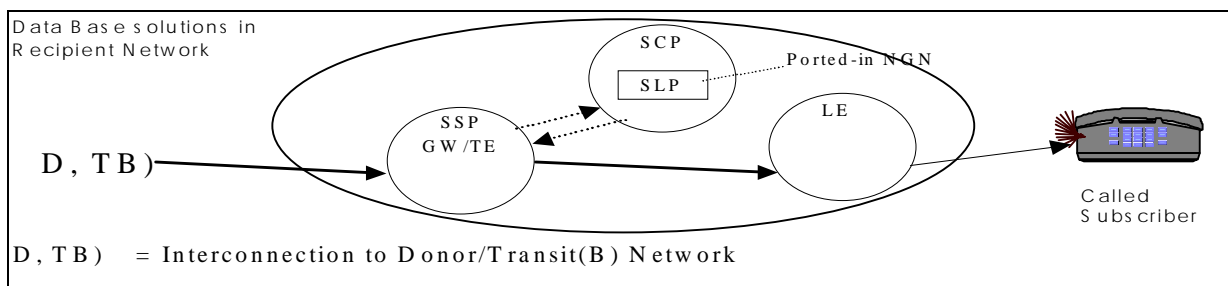 Data Base solutions in
Recipient Network
SCP
Ported-in NGN
SLP
SSP
GW/TE
LE
D, TB)
Called
Subscriber
D, TB) = Interconnection to Donor/Transit(B) Network